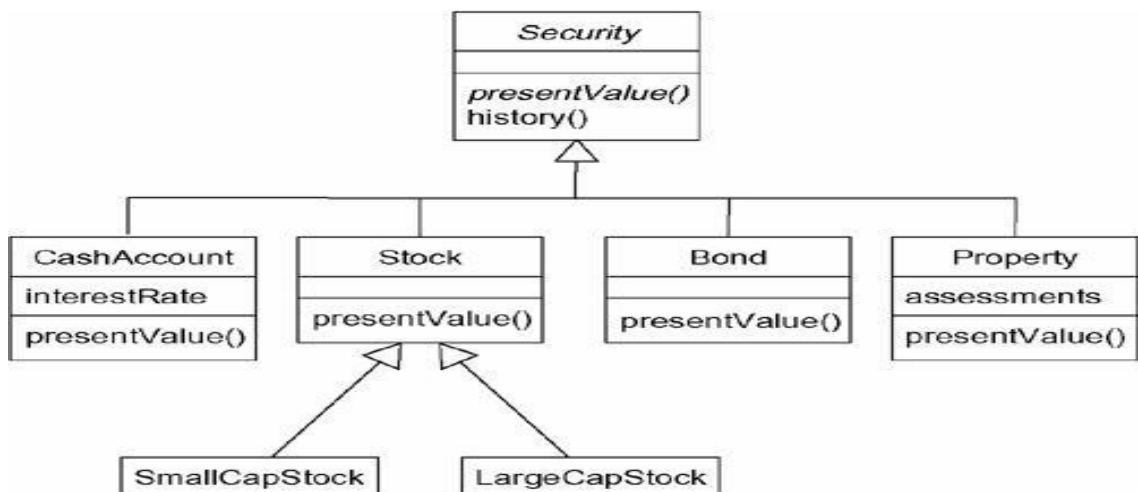 Security
presentValue()
history()
CashAccount
interestRate
presentValue()
Stock
presentValue()
Bond
presentValue()
Property
assessments
presentValue()
SmallCapStock
LargeCapStock